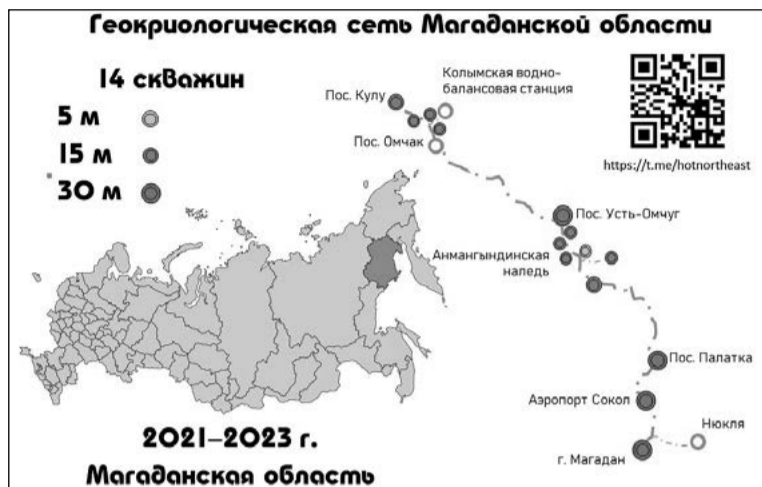 Геокриологическая сеть Магаданской области
14 скважин
5 м
15 м
30 м
Пос. Кулу
Колымская водно-
балансовая станция
Пос. Омчак
https://t.me/hotnortheast
Пос. Усть-Омчуг
Анмангындинская
наледь
Пос. Палатка
Аэропорт Сокол
Нюкля
г. Магадан
2021–2023 г.
Магаданская область